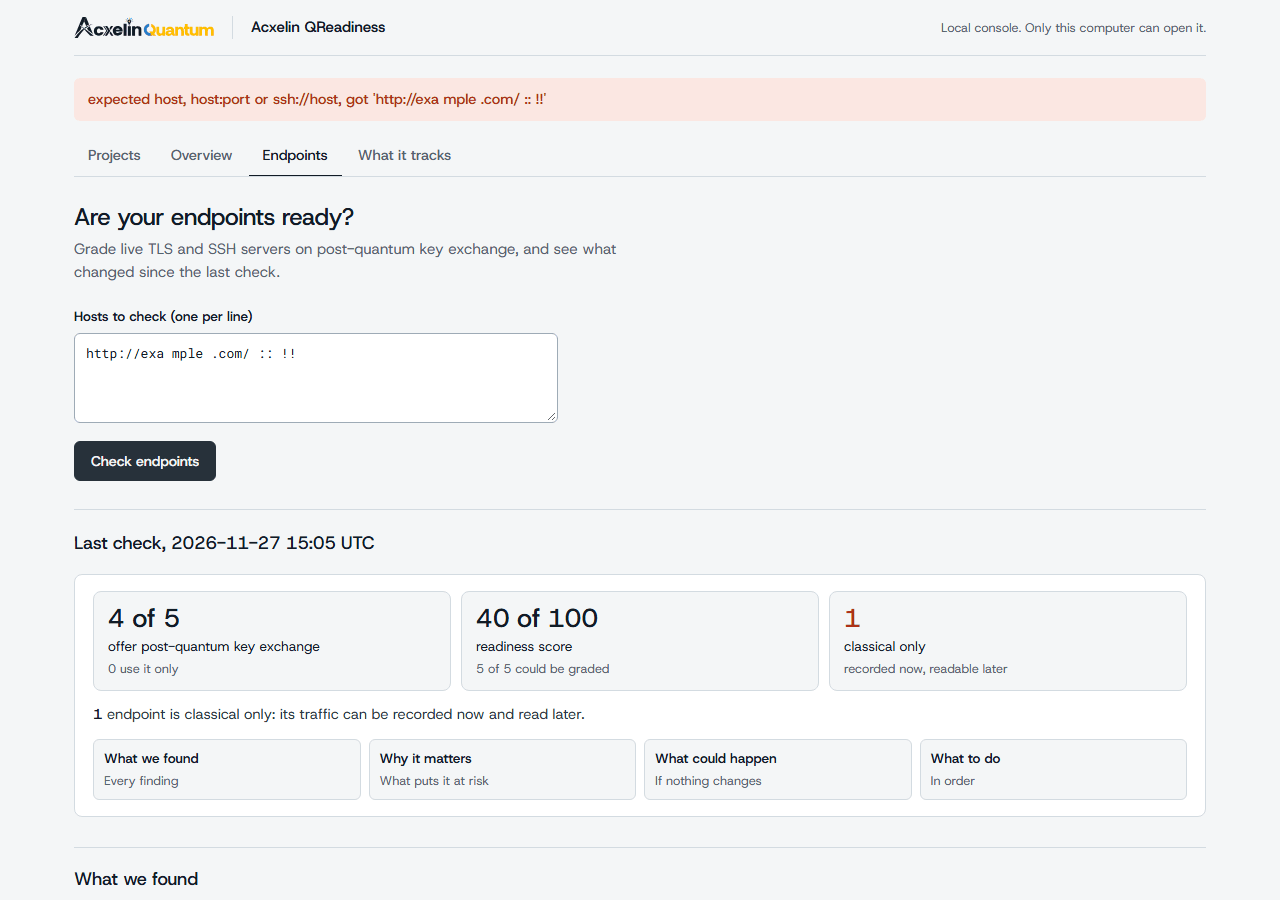 Acxelin Quantum
Acxelin QReadiness
Local console. Only this computer can open it.
expected host, host:port or ssh://host, got 'http://exa mple .com/ :: !!'
Projects
Overview
Endpoints
What it tracks
Are your endpoints ready?
Grade live TLS and SSH servers on post-quantum key exchange, and see what
changed since the last check.
Hosts to check (one per line)
http://exa mple .com/ :: !!
Check endpoints
Last check, 2026-11-27 15:05 UTC
4 of 5
offer post-quantum key exchange
0 use it only
40 of 100
readiness score
5 of 5 could be graded
1
classical only
recorded now, readable later
1 endpoint is classical only: its traffic can be recorded now and read later.
What we found
Every finding
Why it matters
What puts it at risk
What could happen
If nothing changes
What to do
In order
What we found